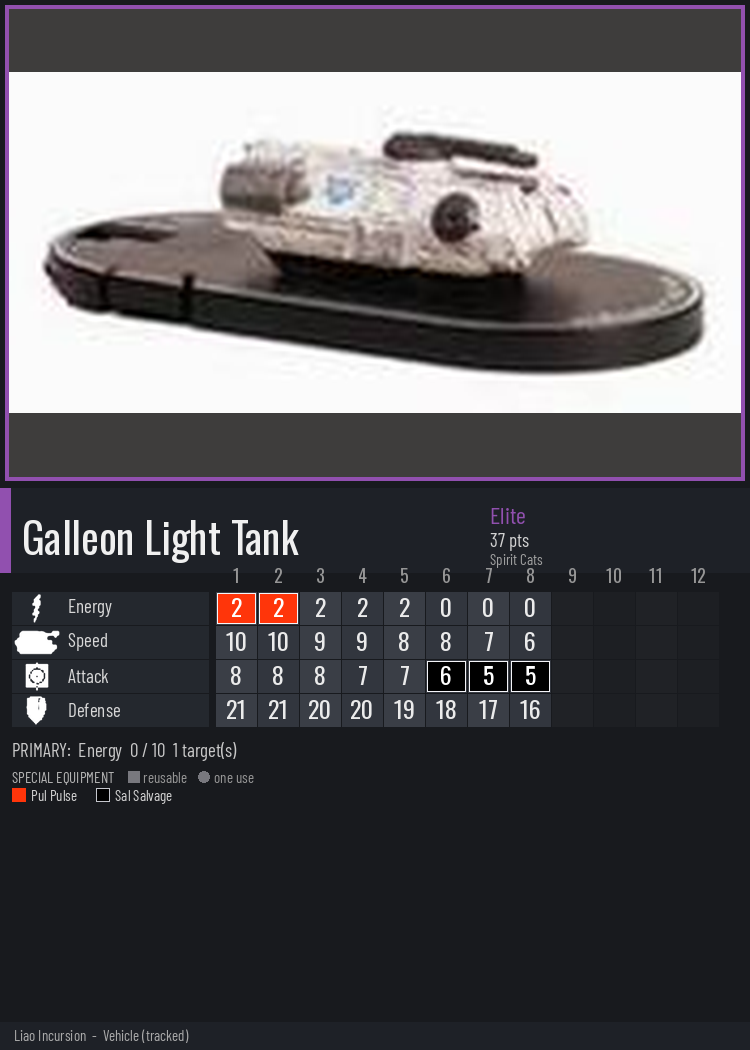 Galleon Light Tank
Elite
37 pts
Spirit Cats
1 2 3 4 5 6 7 8 9 10 11 12
Energy 2 2 2 2 2 0 0 0
Speed 10 10 9 9 8 8 7 6
Attack 8 8 8 7 7 6 5 5
Defense 21 21 20 20 19 18 17 16
PRIMARY: Energy 0 / 10 1 target(s)
SPECIAL EQUIPMENT reusable one use
Pul Pulse Sal Salvage
Liao Incursion - Vehicle (tracked)